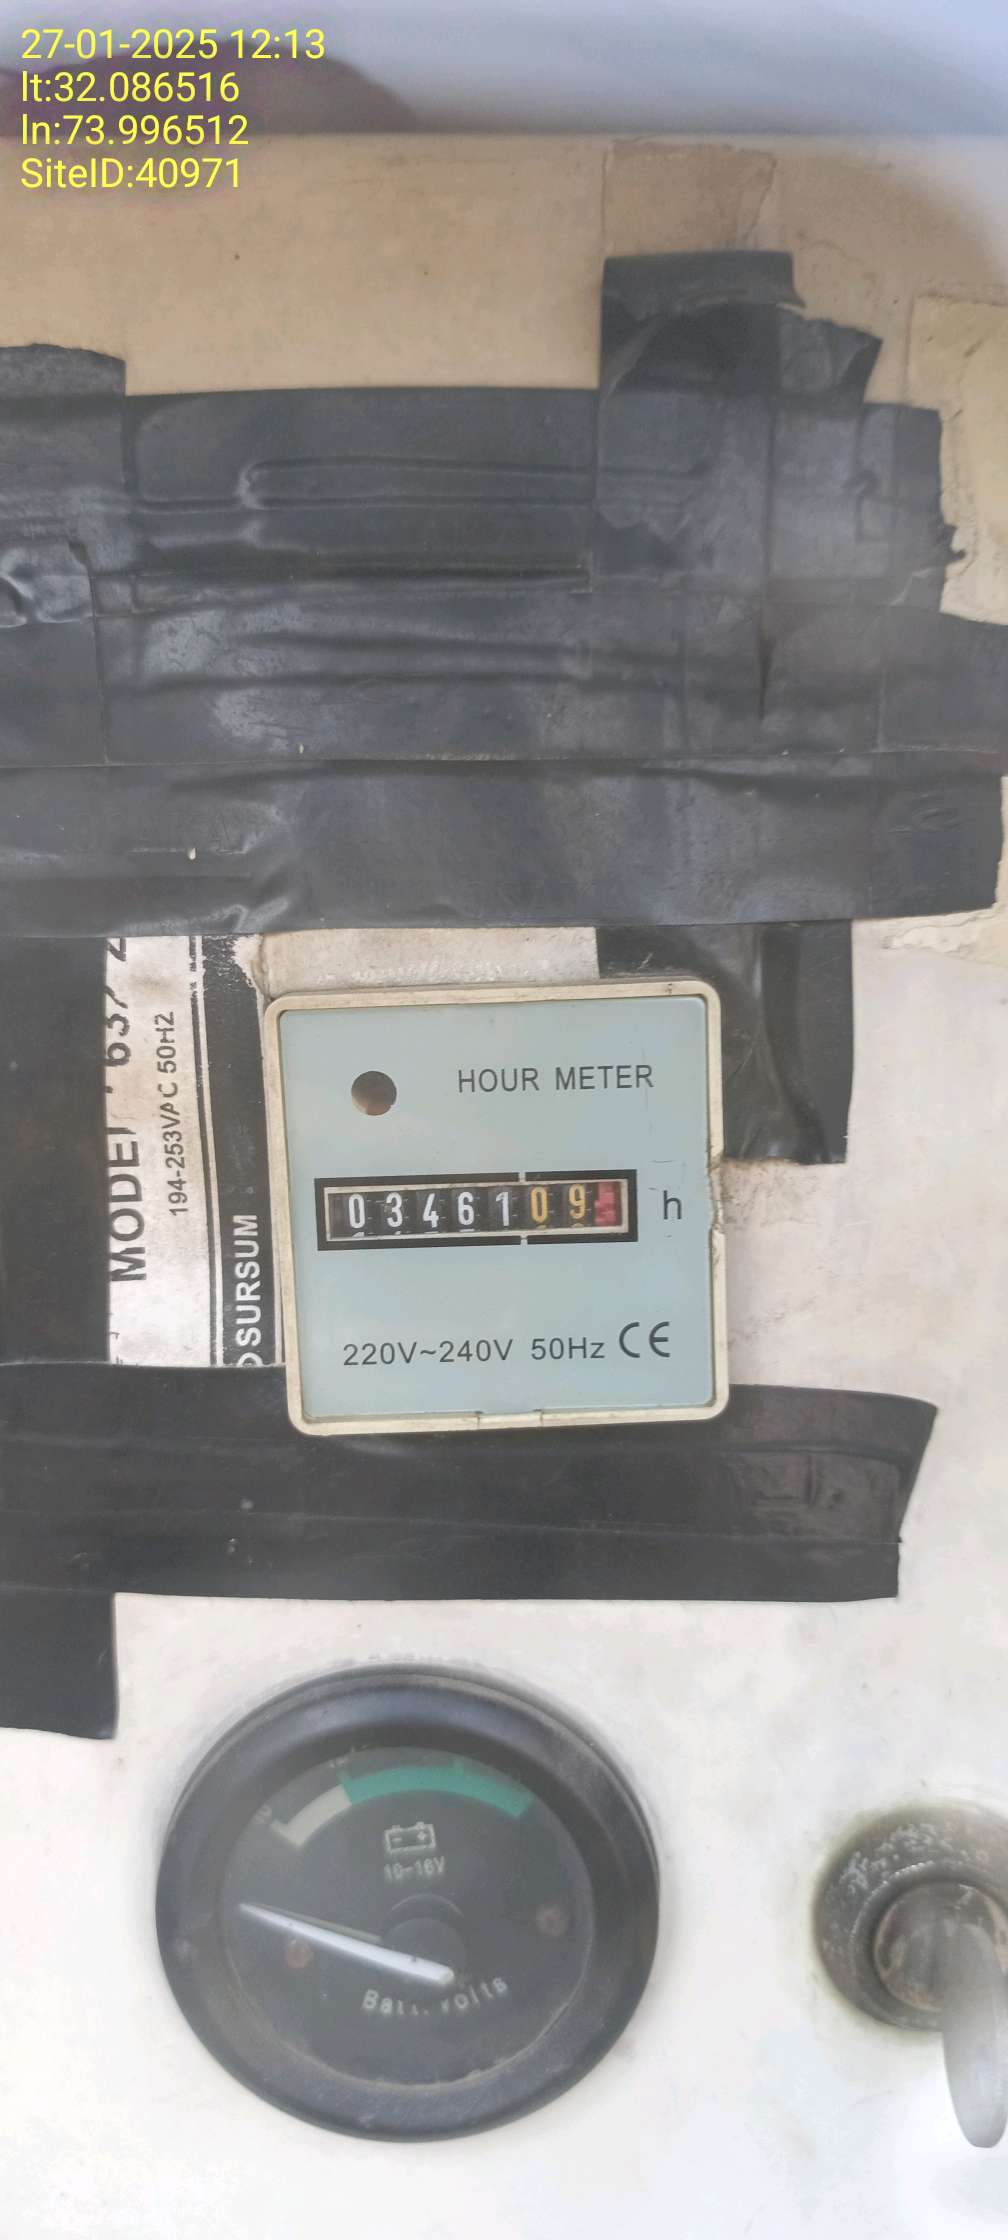 27-01-2025 12:13
lt:32.086516
ln:73.996512
SiteID:40971
194-253VAC 50HZ
SURSUM
HOUR METER
0346109
h
220V~240V 50Hz CE
10-16V
Batt. volts